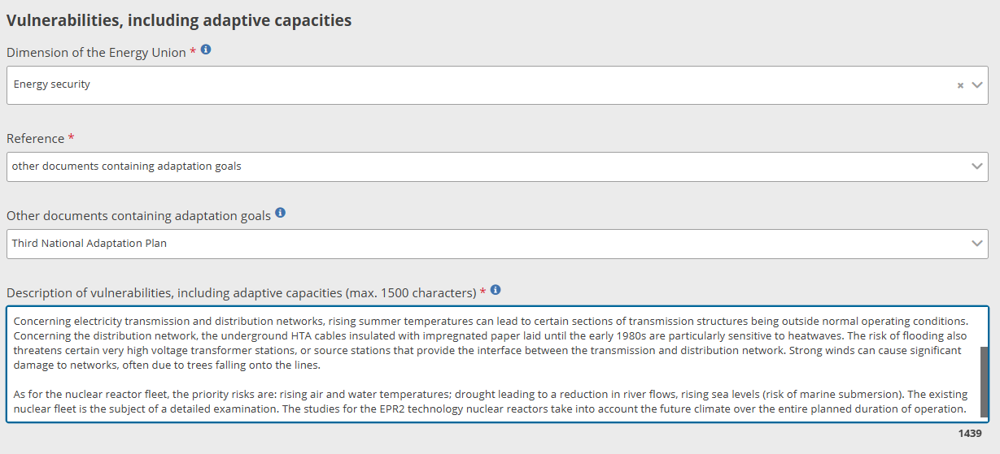 Vulnerabilities, including adaptive capacities
Dimension of the Energy Union *
Energy security
Reference *
other documents containing adaptation goals
Other documents containing adaptation goals
Third National Adaptation Plan
Description of vulnerabilities, including adaptive capacities (max. 1500 characters) *
Concerning electricity transmission and distribution networks, rising summer temperatures can lead to certain sections of transmission structures being outside normal operating conditions.
Concerning the distribution network, the underground HTA cables insulated with impregnated paper laid until the early 1980s are particularly sensitive to heatwaves. The risk of flooding also
threatens certain very high voltage transformer stations, or source stations that provide the interface between the transmission and distribution network. Strong winds can cause significant
damage to networks, often due to trees falling onto the lines.
As for the nuclear reactor fleet, the priority risks are: rising air and water temperatures; drought leading to a reduction in river flows, rising sea levels (risk of marine submersion). The existing
nuclear fleet is the subject of a detailed examination. The studies for the EPR2 technology nuclear reactors take into account the future climate over the entire planned duration of operation.
1439